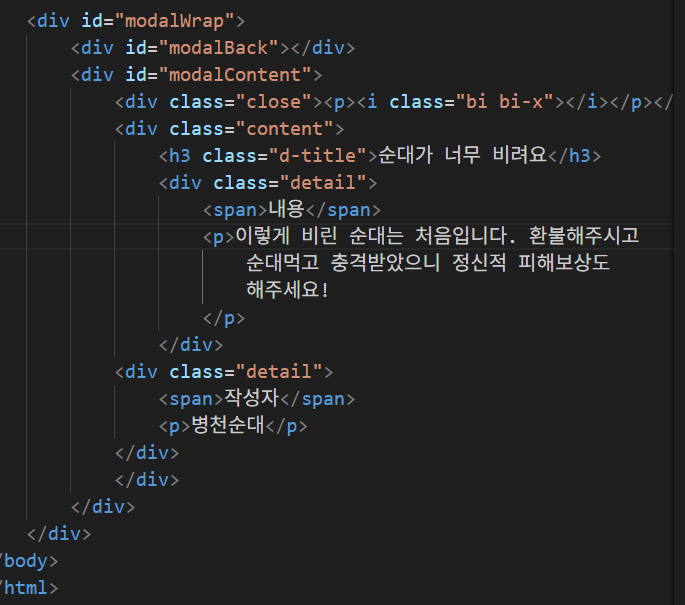 <div id="modalWrap">
<div id="modalBack"></div>
<div id="modalContent">
<div class="close"><p><i class="bi bi-x"></i></p></
<div class="content">
<h3 class="d-title">순대가 너무 비려요</h3>
<div class="detail">
<span>내용</span>
<p>이렇게 비린 순대는 처음입니다. 환불해주시고
순대먹고 충격받았으니 정신적 피해보상도
해주세요!
</p>
</div>
<div class="detail">
<span>작성자</span>
<p>병천순대</p>
</div>
</div>
</div>
</div>
/body>
/html>